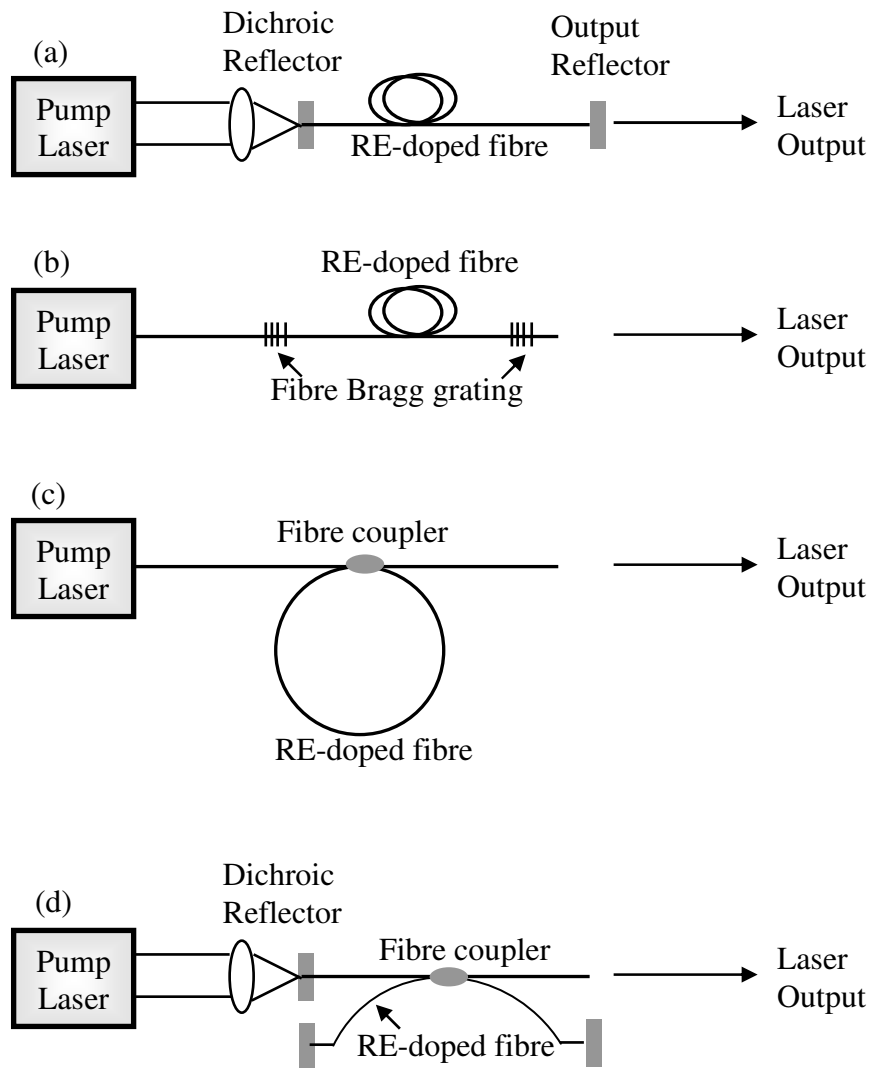 (a)
Dichroic
Reflector
Output
Reflector
Pump
Laser
RE-doped fibre
Laser
Output
(b)
RE-doped fibre
Pump
Laser
Fibre Bragg grating
Laser
Output
(c)
Fibre coupler
Pump
Laser
Laser
Output
RE-doped fibre
(d)
Dichroic
Reflector
Fibre coupler
Pump
Laser
RE-doped fibre
Laser
Output